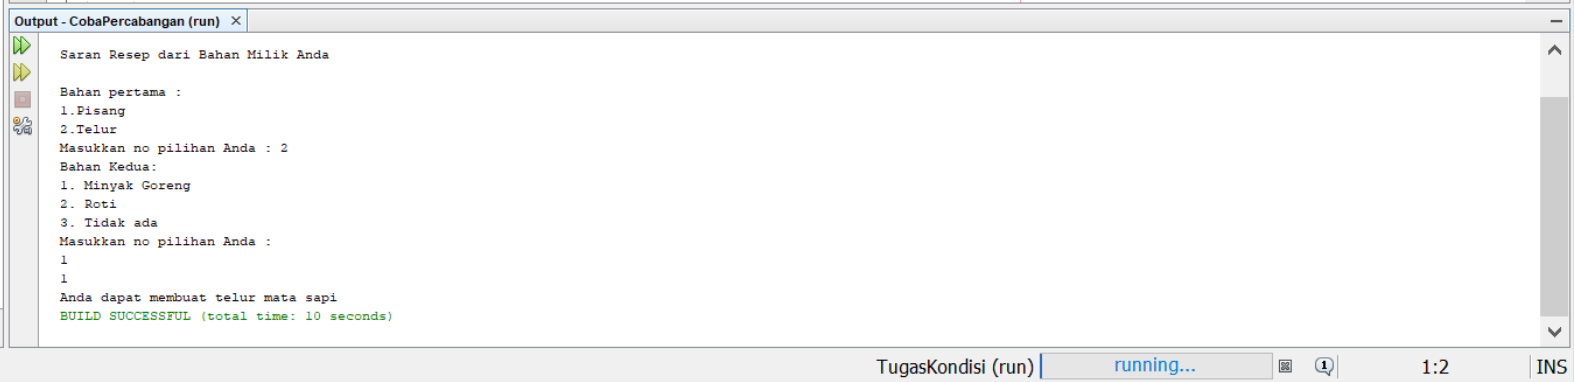 Output - CobaPercabangan (run) ×
Saran Resep dari Bahan Milik Anda
Bahan pertama :
1.Pisang
2.Telur
Masukkan no pilihan Anda : 2
Bahan Kedua:
1. Minyak Goreng
2. Roti
3. Tidak ada
Masukkan no pilihan Anda :
1
1
Anda dapat membuat telur mata sapi
BUILD SUCCESSFUL (total time: 10 seconds)
TugasKondisi (run) running... 1 1:2 INS